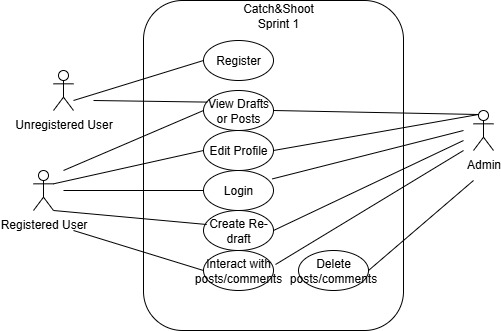 Catch&Shoot
Sprint 1
Register
View Drafts
or Posts
Unregistered User
Edit Profile
Admin
Login
Registered User
Create Re-
draft
Interact with
posts/comments
Delete
posts/comments